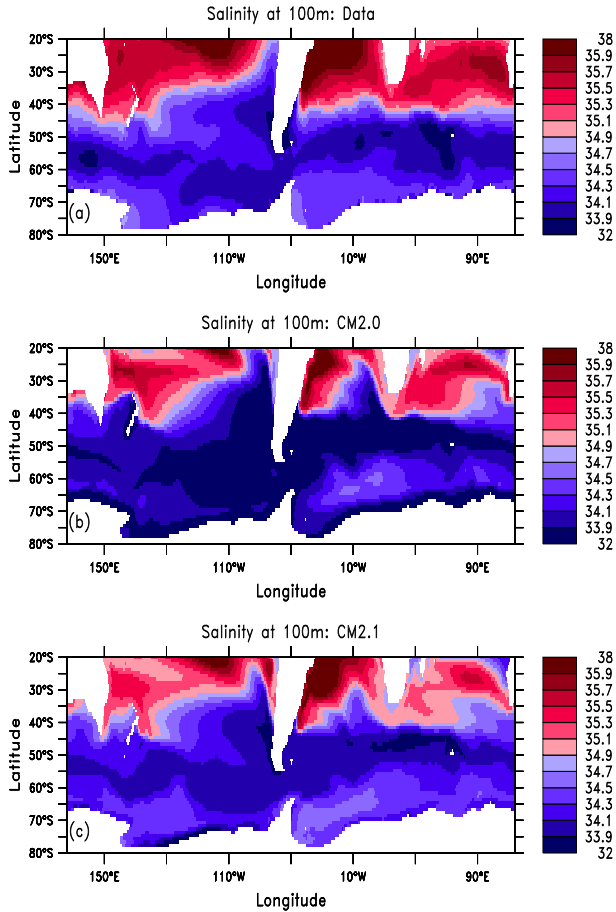 Salinity at 100m: Data
20°S
30°S
40°S
50°S
60°S
70°S
80°S
Latitude
(a)
150°E
110°W
10°W
90°E
Longitude
38
35.9
35.7
35.5
35.3
35.1
34.9
34.7
34.5
34.3
34.1
33.9
32
Salinity at 100m: CM2.0
20°S
30°S
40°S
50°S
60°S
70°S
80°S
Latitude
(b)
150°E
110°W
10°W
90°E
Longitude
38
35.9
35.7
35.5
35.3
35.1
34.9
34.7
34.5
34.3
34.1
33.9
32
Salinity at 100m: CM2.1
20°S
30°S
40°S
50°S
60°S
70°S
80°S
Latitude
(c)
150°E
110°W
10°W
90°E
Longitude
38
35.9
35.7
35.5
35.3
35.1
34.9
34.7
34.5
34.3
34.1
33.9
32